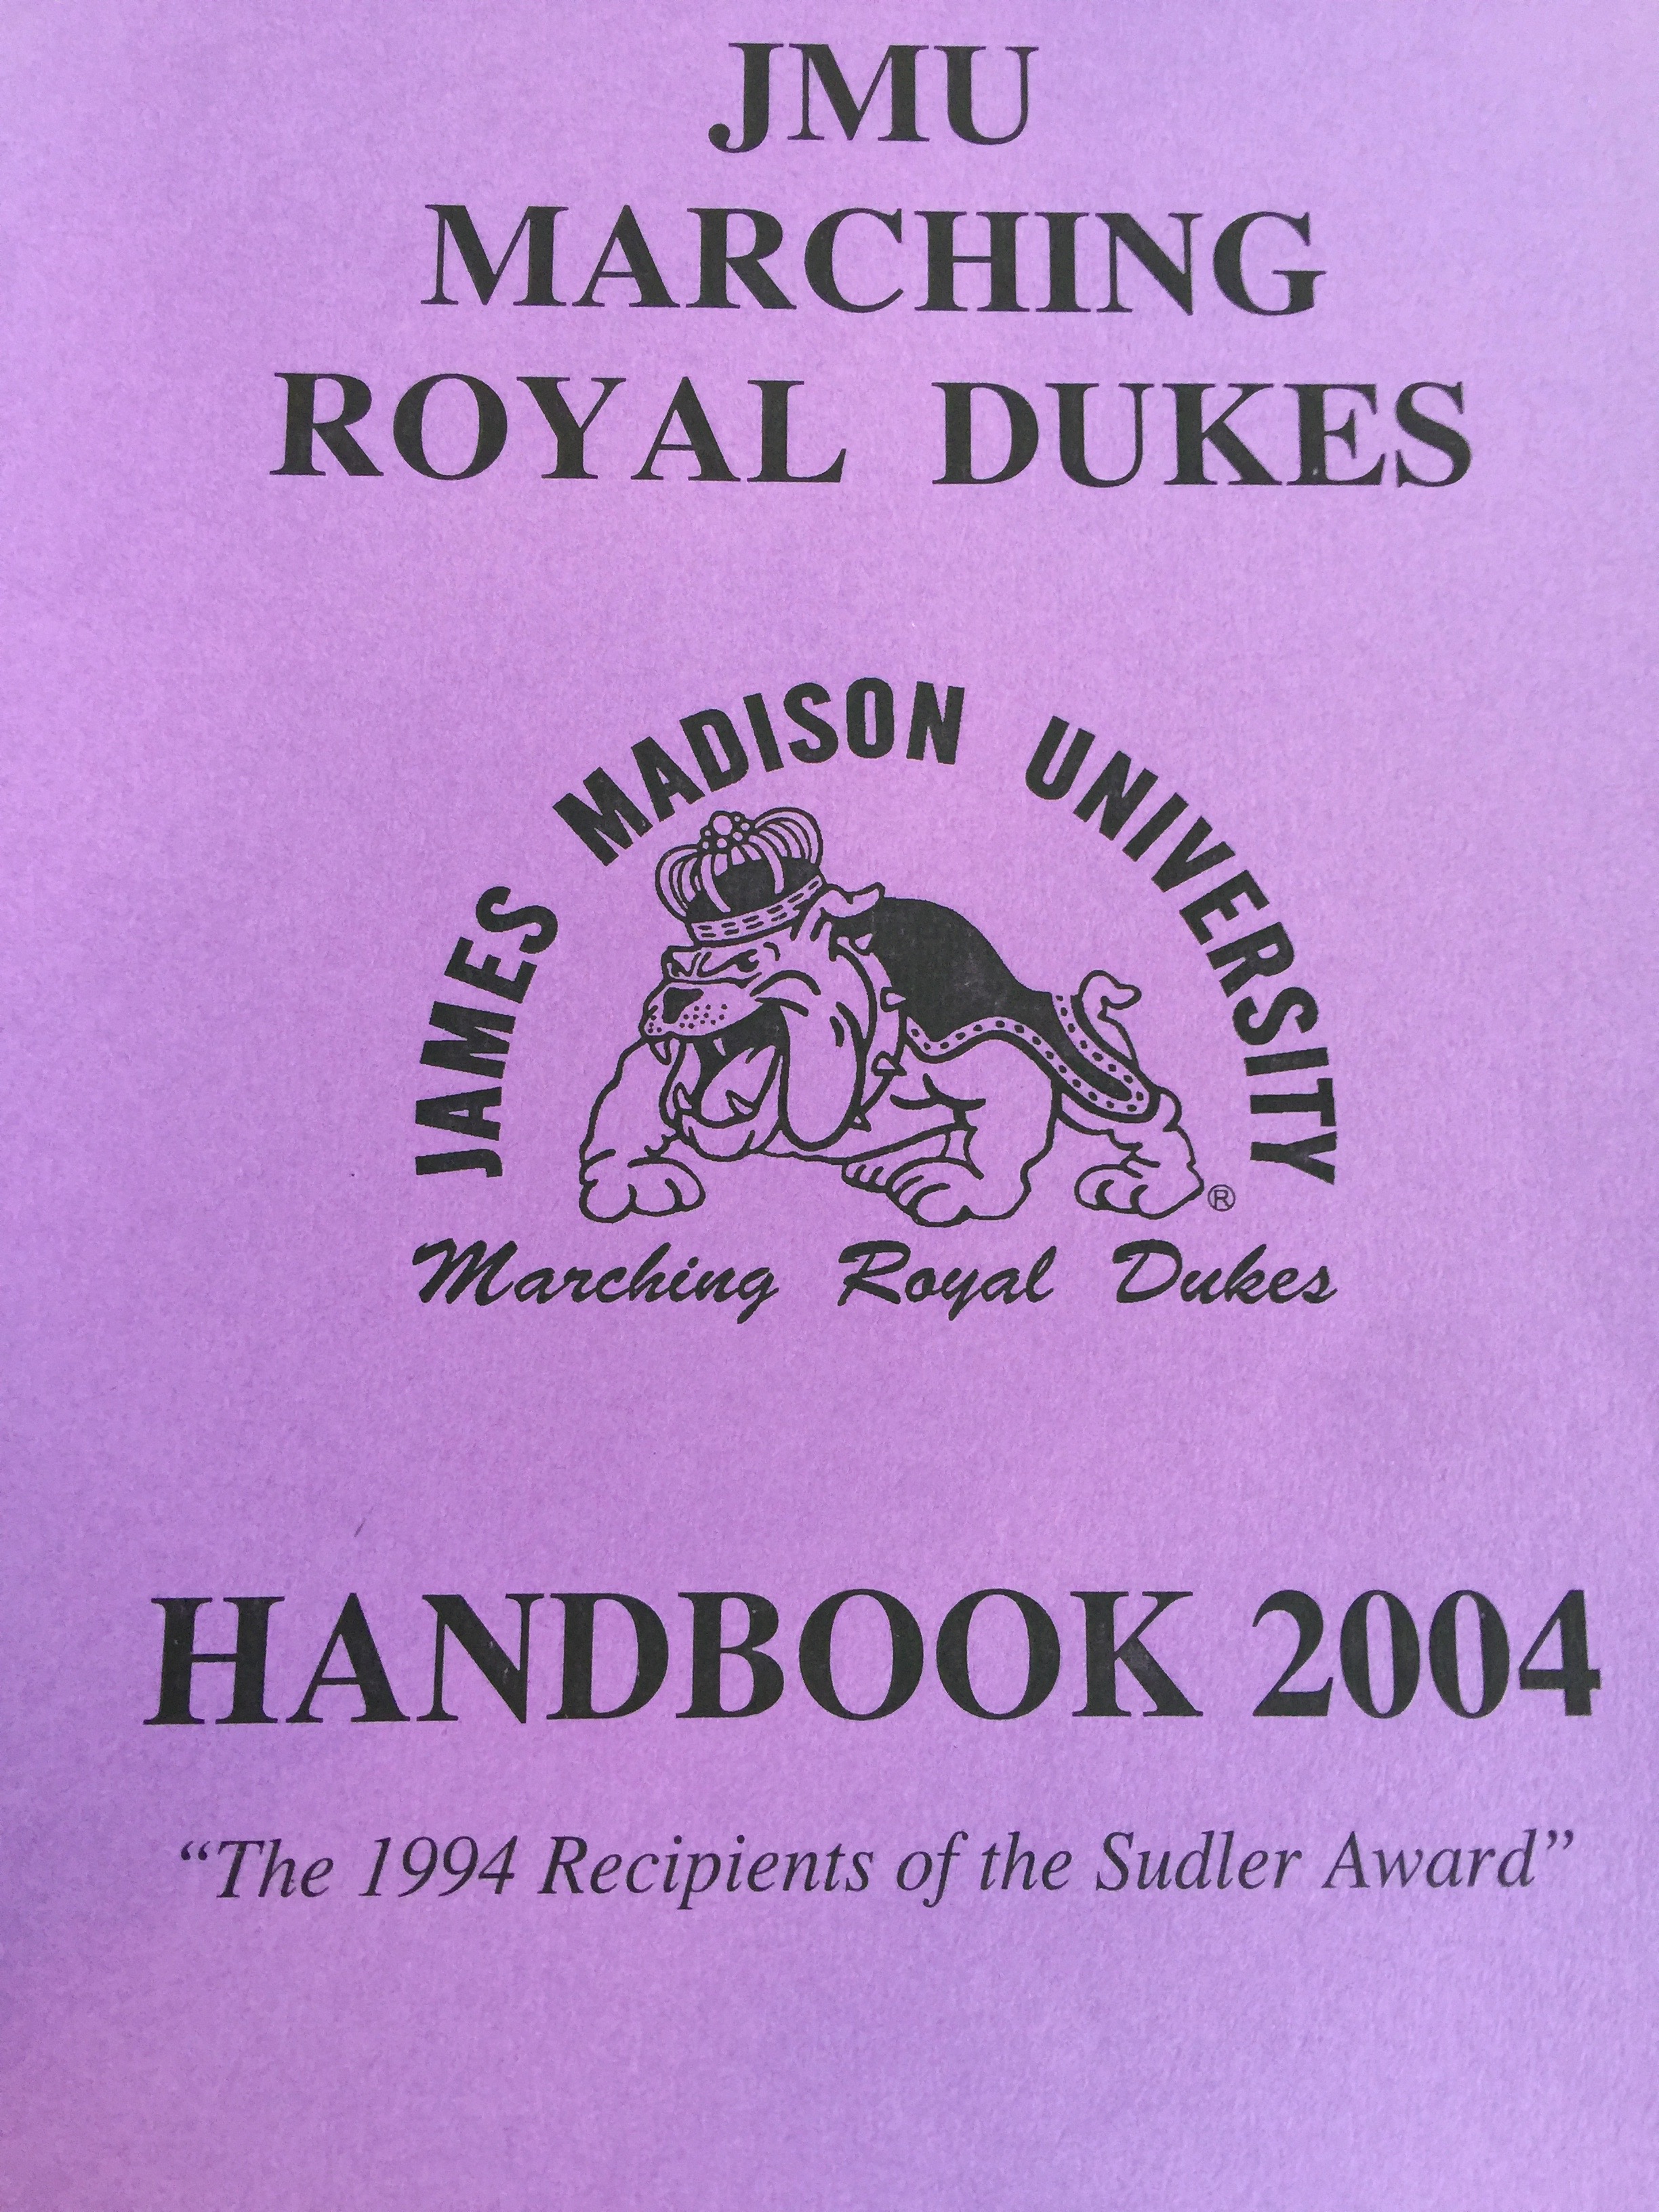 JMU
MARCHING
ROYAL DUKES
JAMES MADISON UNIVERSITY
®
Marching Royal Dukes
HANDBOOK 2004
“The 1994 Recipients of the Sudler Award”